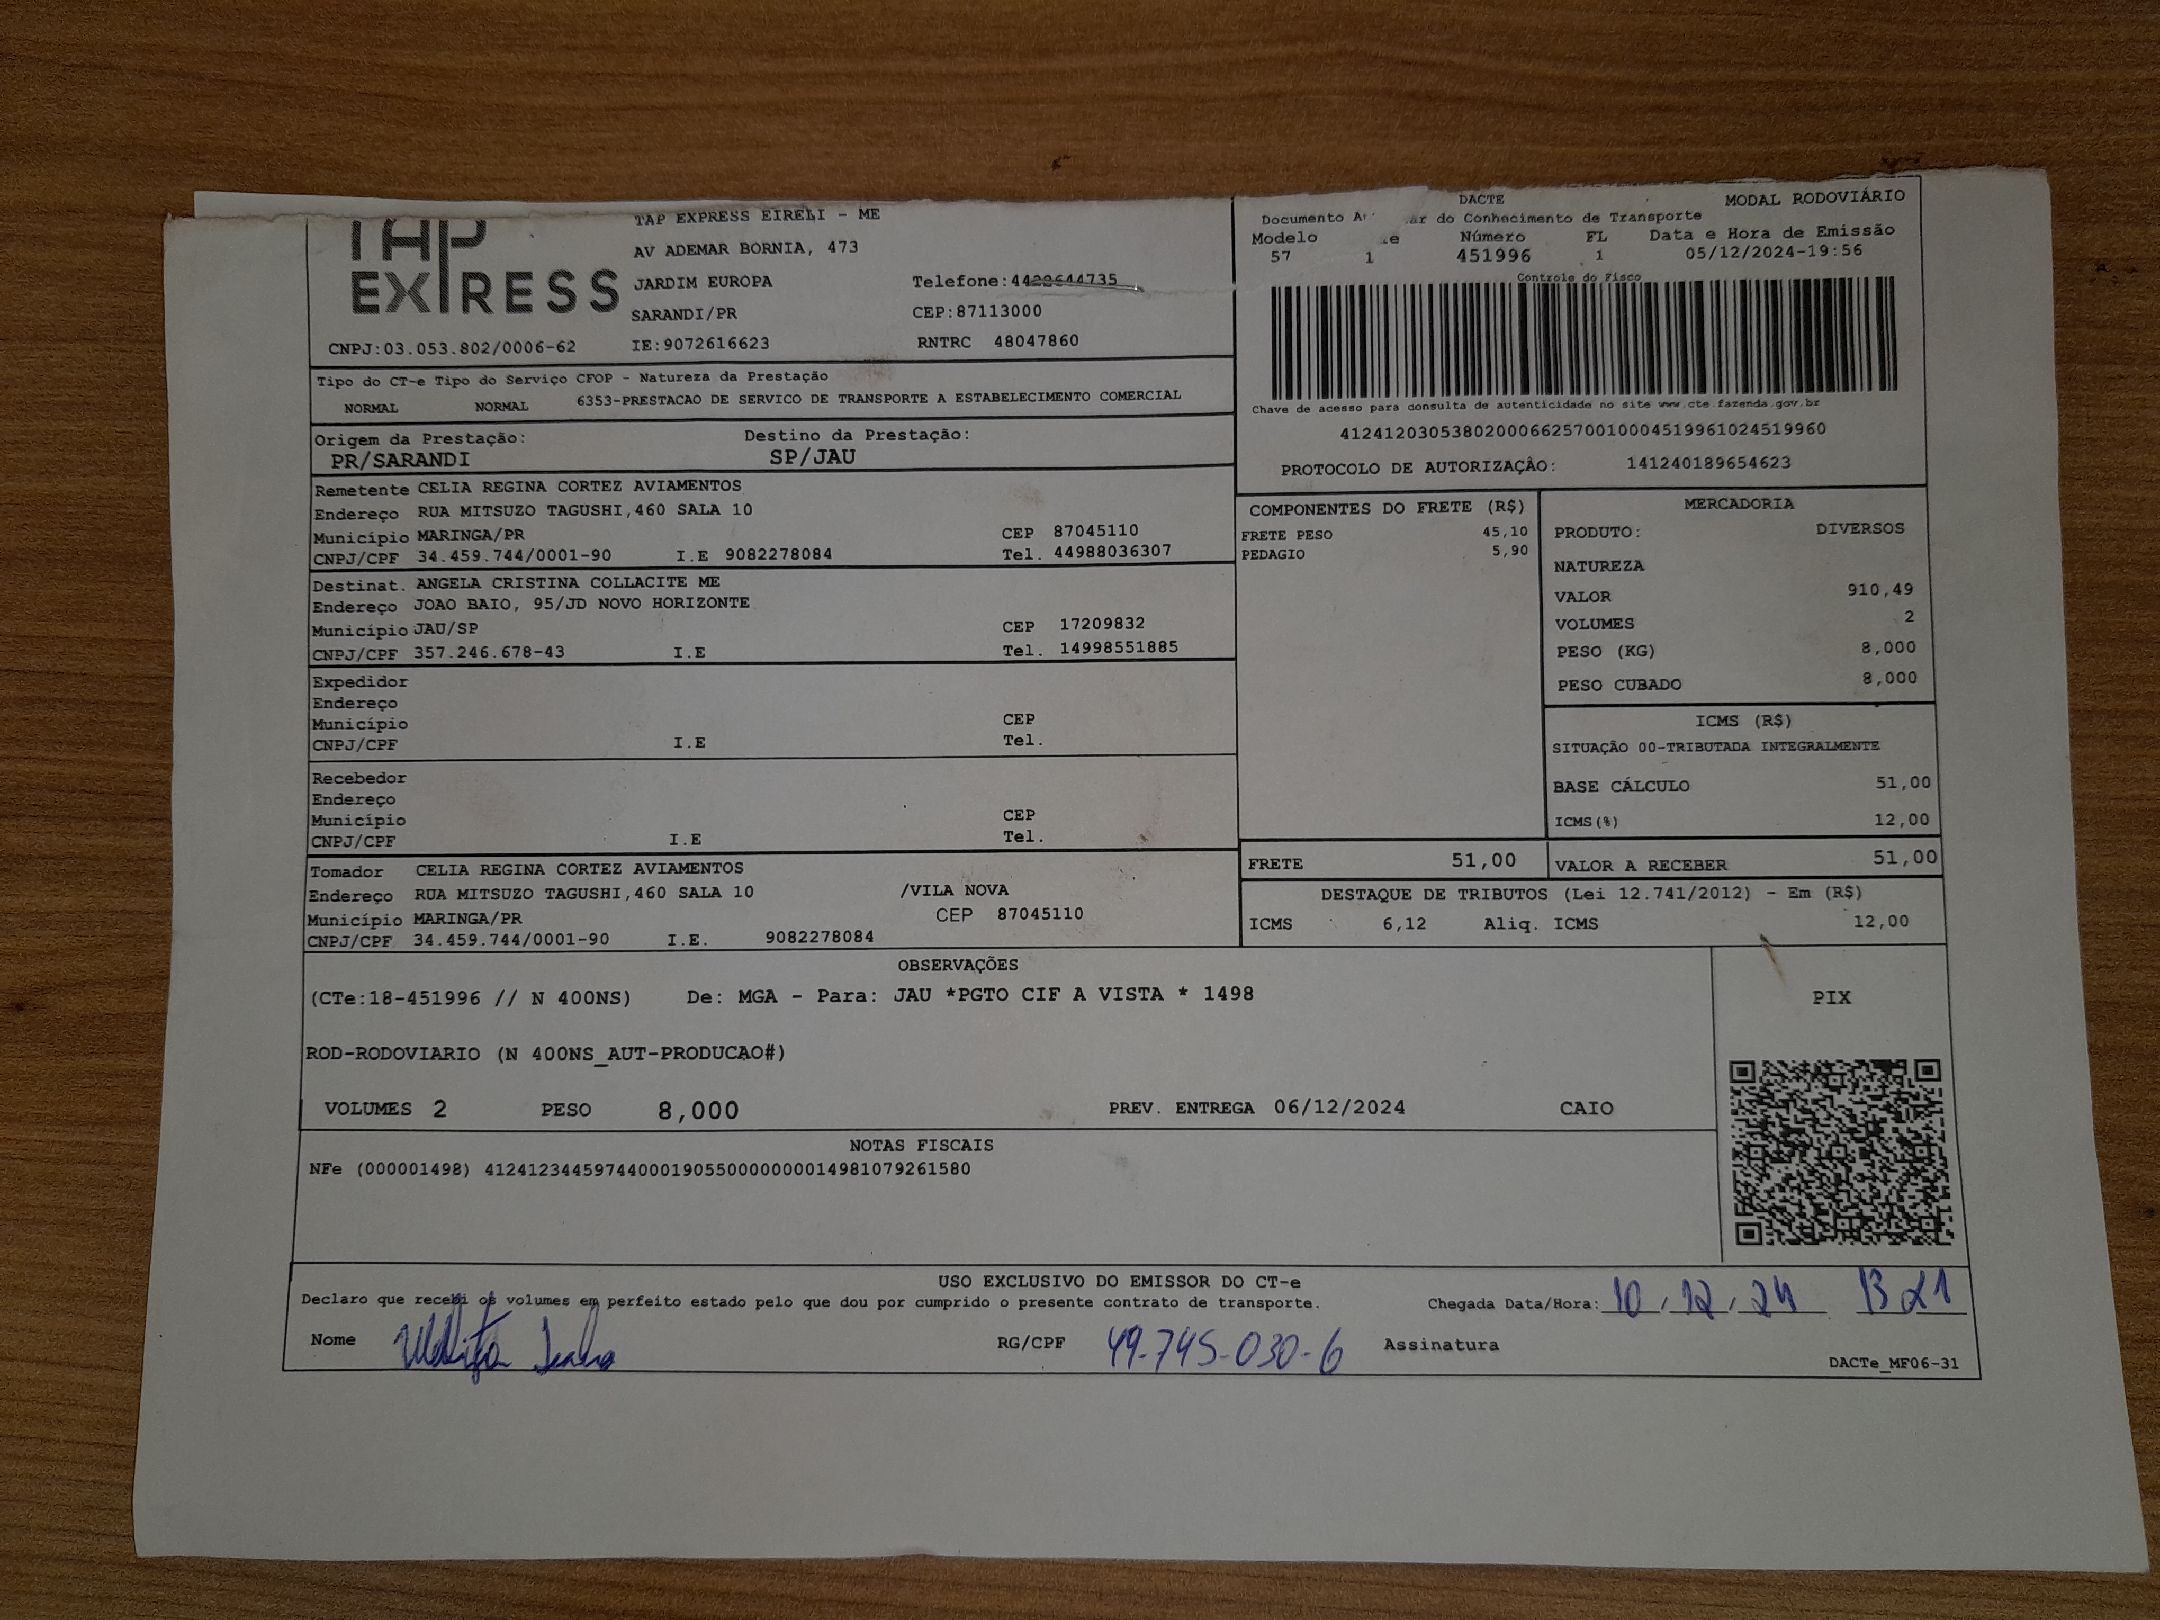 TAP
EXPRESS
TAP EXPRESS EIRELI - ME
AV ADEMAR BORNIA, 473
JARDIM EUROPA Telefone:4420644735
SARANDI/PR CEP:87113000
CNPJ:03.053.802/0006-62 IE:9072616623 RNTRC 48047860
DACTE MODAL RODOVIÁRIO
Documento ar do Conhecimento de Transporte
Modelo e Número FL Data e Hora de Emissão
57 1 451996 1 05/12/2024-19:56
Controle do Fisco
Chave de acesso para consulta de autenticidade no site www.cte.fazenda.gov.br
41241203053802000662570010004519961024519960
PROTOCOLO DE AUTORIZAÇÂO: 141240189654623
Tipo do CT-e Tipo do Serviço CFOP - Natureza da Prestação
NORMAL NORMAL 6353-PRESTACAO DE SERVICO DE TRANSPORTE A ESTABELECIMENTO COMERCIAL
Origem da Prestação: Destino da Prestação:
PR/SARANDI SP/JAU
Remetente CELIA REGINA CORTEZ AVIAMENTOS
Endereço RUA MITSUZO TAGUSHI,460 SALA 10
Município MARINGA/PR CEP 87045110
CNPJ/CPF 34.459.744/0001-90 I.E 9082278084 Tel. 44988036307
Destinat. ANGELA CRISTINA COLLACITE ME
Endereço JOAO BAIO, 95/JD NOVO HORIZONTE
Município JAU/SP CEP 17209832
CNPJ/CPF 357.246.678-43 I.E Tel. 14998551885
Expedidor
Endereço
Município CEP
CNPJ/CPF I.E Tel.
Recebedor
Endereço
Município CEP
CNPJ/CPF I.E Tel.
Tomador CELIA REGINA CORTEZ AVIAMENTOS
Endereço RUA MITSUZO TAGUSHI,460 SALA 10 /VILA NOVA
Município MARINGA/PR CEP 87045110
CNPJ/CPF 34.459.744/0001-90 I.E. 9082278084
COMPONENTES DO FRETE (R$)
FRETE PESO 45,10
PEDAGIO 5,90
MERCADORIA
PRODUTO: DIVERSOS
NATUREZA
VALOR 910,49
VOLUMES 2
PESO (KG) 8,000
PESO CUBADO 8,000
ICMS (R$)
SITUAÇÃO 00-TRIBUTADA INTEGRALMENTE
BASE CÁLCULO 51,00
ICMS(%) 12,00
FRETE 51,00 VALOR A RECEBER 51,00
DESTAQUE DE TRIBUTOS (Lei 12.741/2012) - Em (R$)
ICMS 6,12 Aliq. ICMS 12,00
OBSERVAÇÕES
(CTe:18-451996 // N 400NS) De: MGA - Para: JAU *PGTO CIF A VISTA * 1498
ROD-RODOVIARIO (N 400NS_AUT-PRODUCAO#)
VOLUMES 2 PESO 8,000 PREV. ENTREGA 06/12/2024 CAIO
PIX
NOTAS FISCAIS
NFe (000001498) 41241234459744000190550000000014981079261580
USO EXCLUSIVO DO EMISSOR DO CT-e
Declaro que recebi os volumes em perfeito estado pelo que dou por cumprido o presente contrato de transporte. Chegada Data/Hora: 10, 12, 24 13 21
Nome RG/CPF 49-745-030-6 Assinatura
DACTe_MF06-31